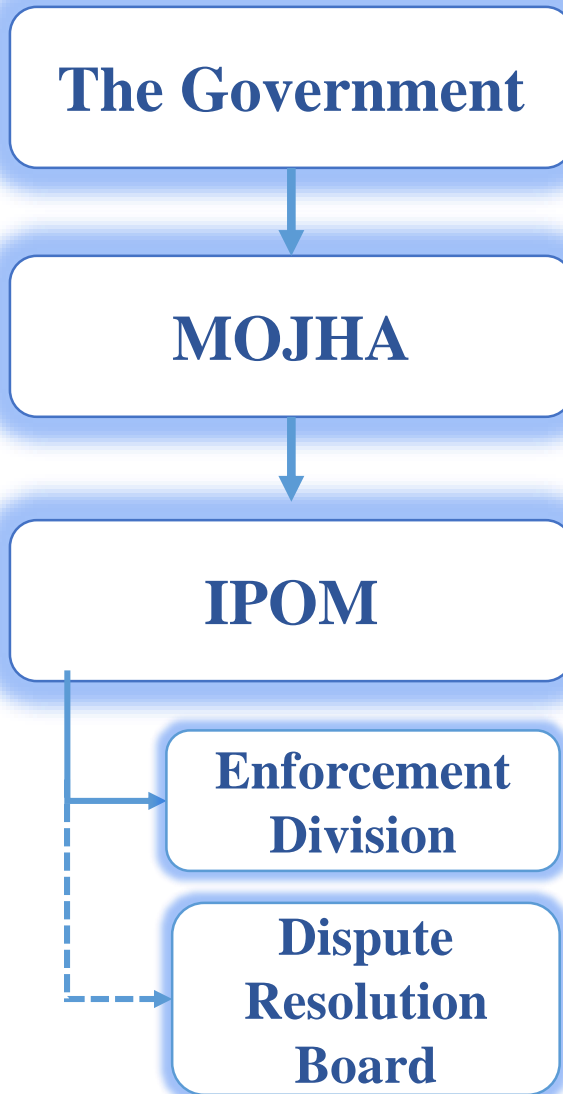 The Government
MOJHA
IPOM
Enforcement
Division
Dispute
Resolution
Board